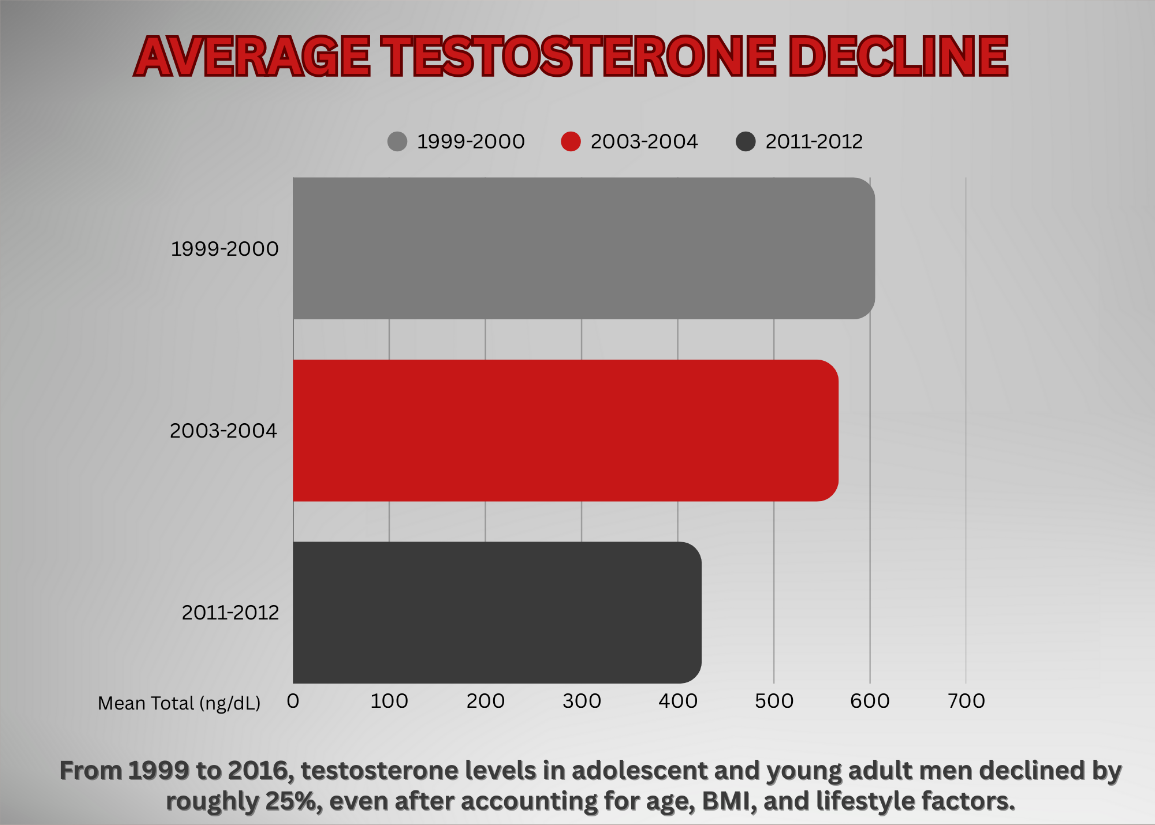 AVERAGE TESTOSTERONE DECLINE
1999-2000 2003-2004 2011-2012
1999-2000
2003-2004
2011-2012
Mean Total (ng/dL) 0 100 200 300 400 500 600 700
From 1999 to 2016, testosterone levels in adolescent and young adult men declined by
roughly 25%, even after accounting for age, BMI, and lifestyle factors.